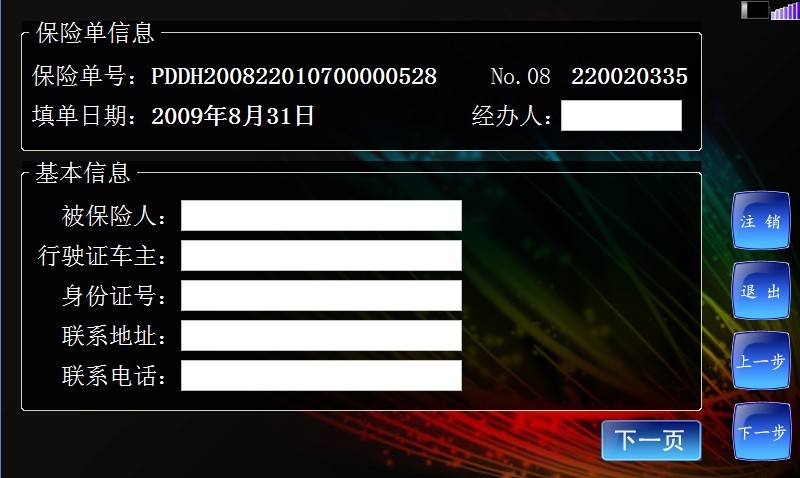 保险单信息
保险单号：PDDH200822010700000528 No.08 220020335
填单日期：2009年8月31日 经办人：
基本信息
被保险人：
行驶证车主：
身份证号：
联系地址：
联系电话：
下一页
注 销
退 出
上一步
下一步